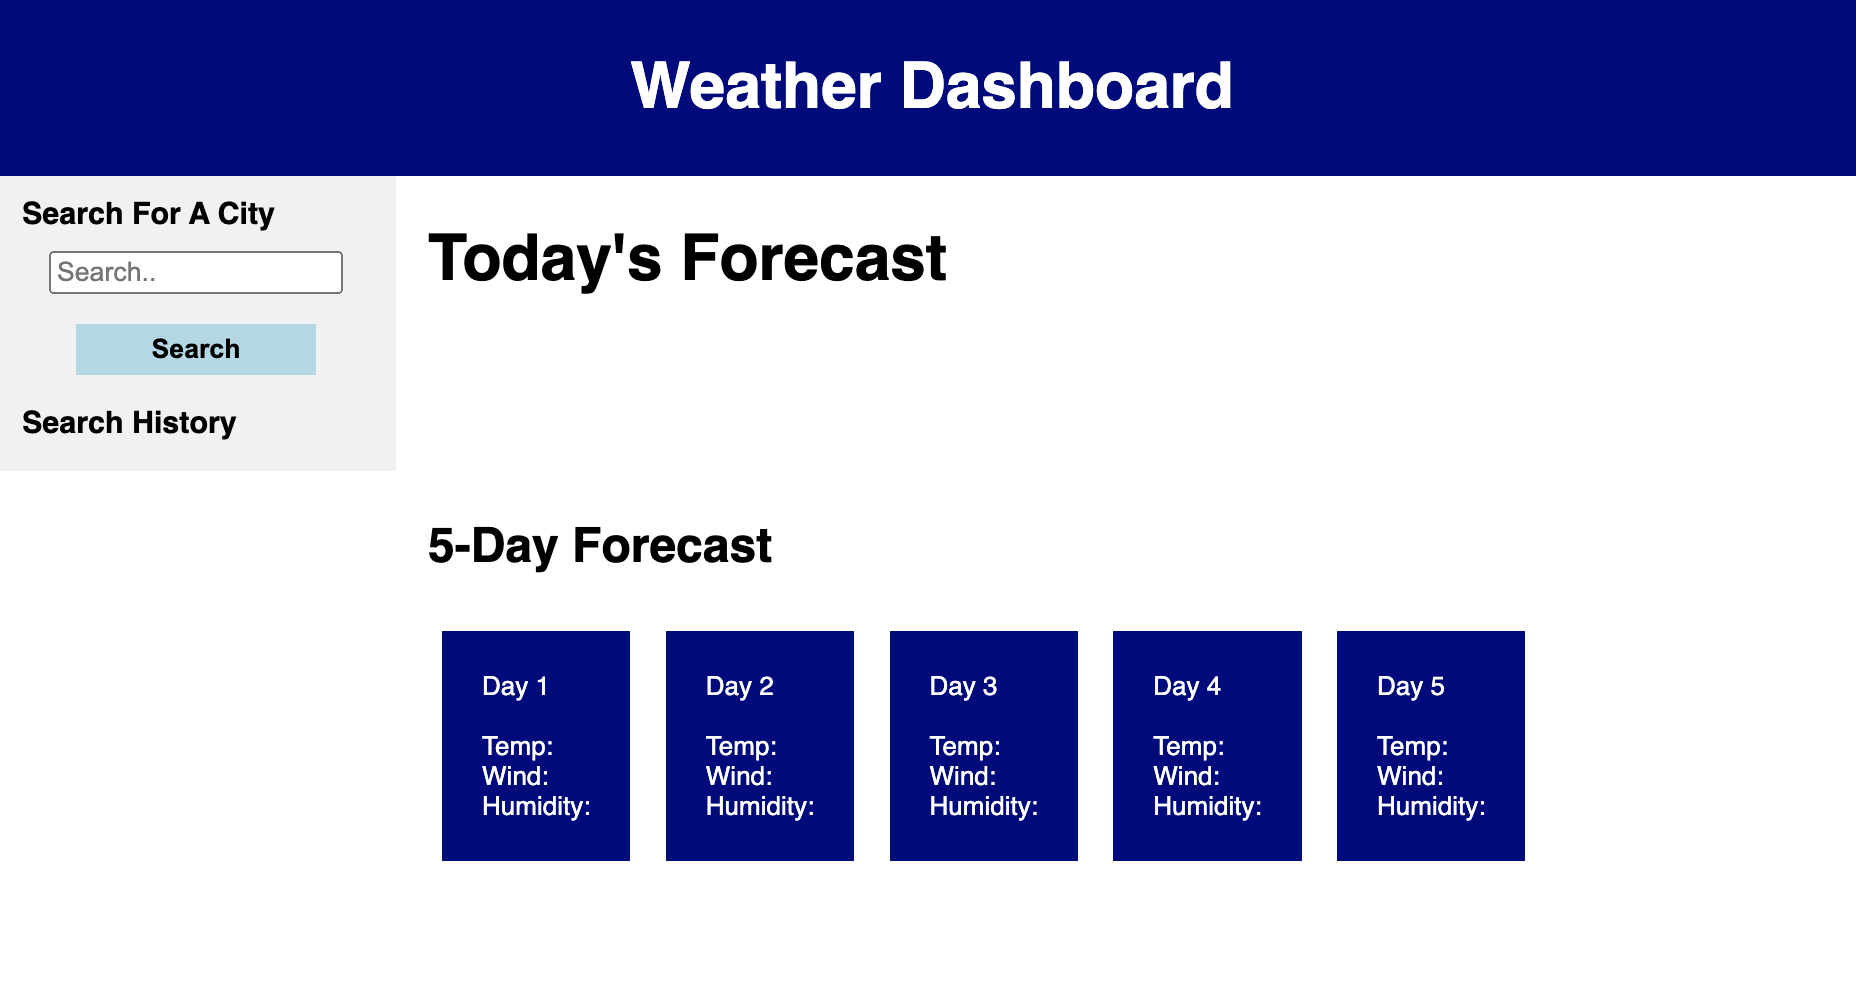 Weather Dashboard
Search For A City
Search..
Search
Search History
Today's Forecast
5-Day Forecast
Day 1
Temp:
Wind:
Humidity:
Day 2
Temp:
Wind:
Humidity:
Day 3
Temp:
Wind:
Humidity:
Day 4
Temp:
Wind:
Humidity:
Day 5
Temp:
Wind:
Humidity: